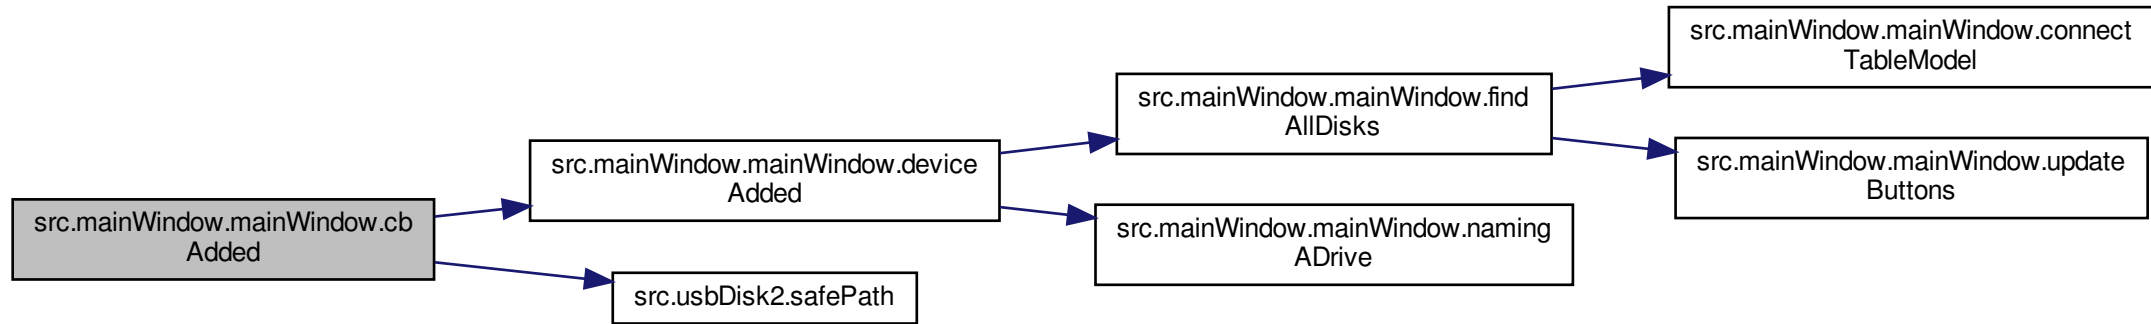 src.mainWindow.mainWindow.cb
Added
src.mainWindow.mainWindow.device
Added
src.usbDisk2.safePath
src.mainWindow.mainWindow.find
AllDisks
src.mainWindow.mainWindow.naming
ADrive
src.mainWindow.mainWindow.connect
TableModel
src.mainWindow.mainWindow.update
Buttons